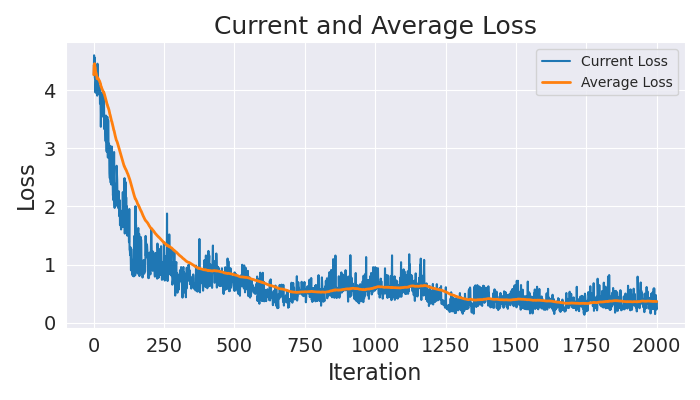 Current and Average Loss
Current Loss
Average Loss
Loss
4
3
2
1
0
0 250 500 750 1000 1250 1500 1750 2000
Iteration